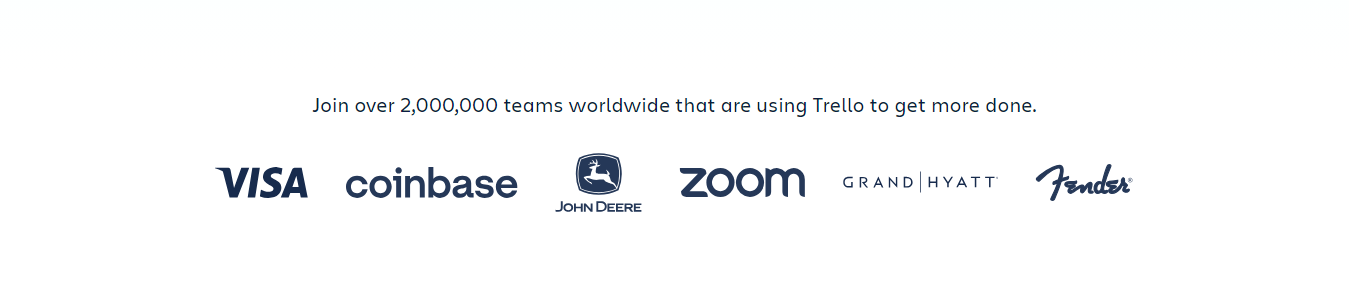 Join over 2,000,000 teams worldwide that are using Trello to get more done.
VISA coinbase JOHN DEERE zoom GRAND | HYATT® Fender®